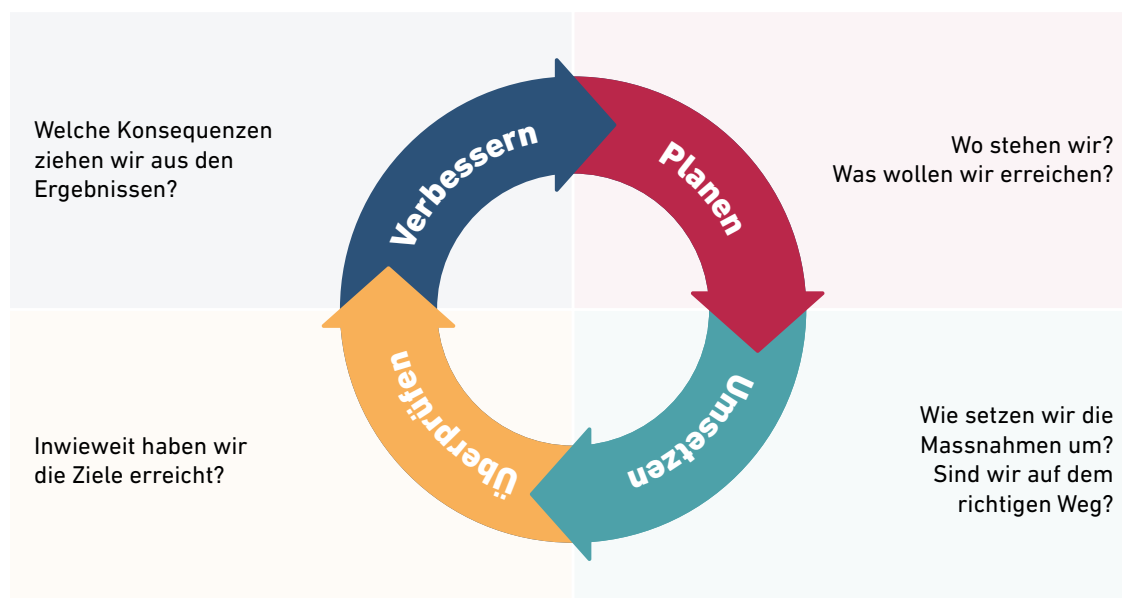 Welche Konsequenzen
ziehen wir aus den
Ergebnissen?
Verbessern
Planen
Wo stehen wir?
Was wollen wir erreichen?
Inwieweit haben wir
die Ziele erreicht?
Überprüfen
Umsetzen
Wie setzen wir die
Massnahmen um?
Sind wir auf dem
richtigen Weg?